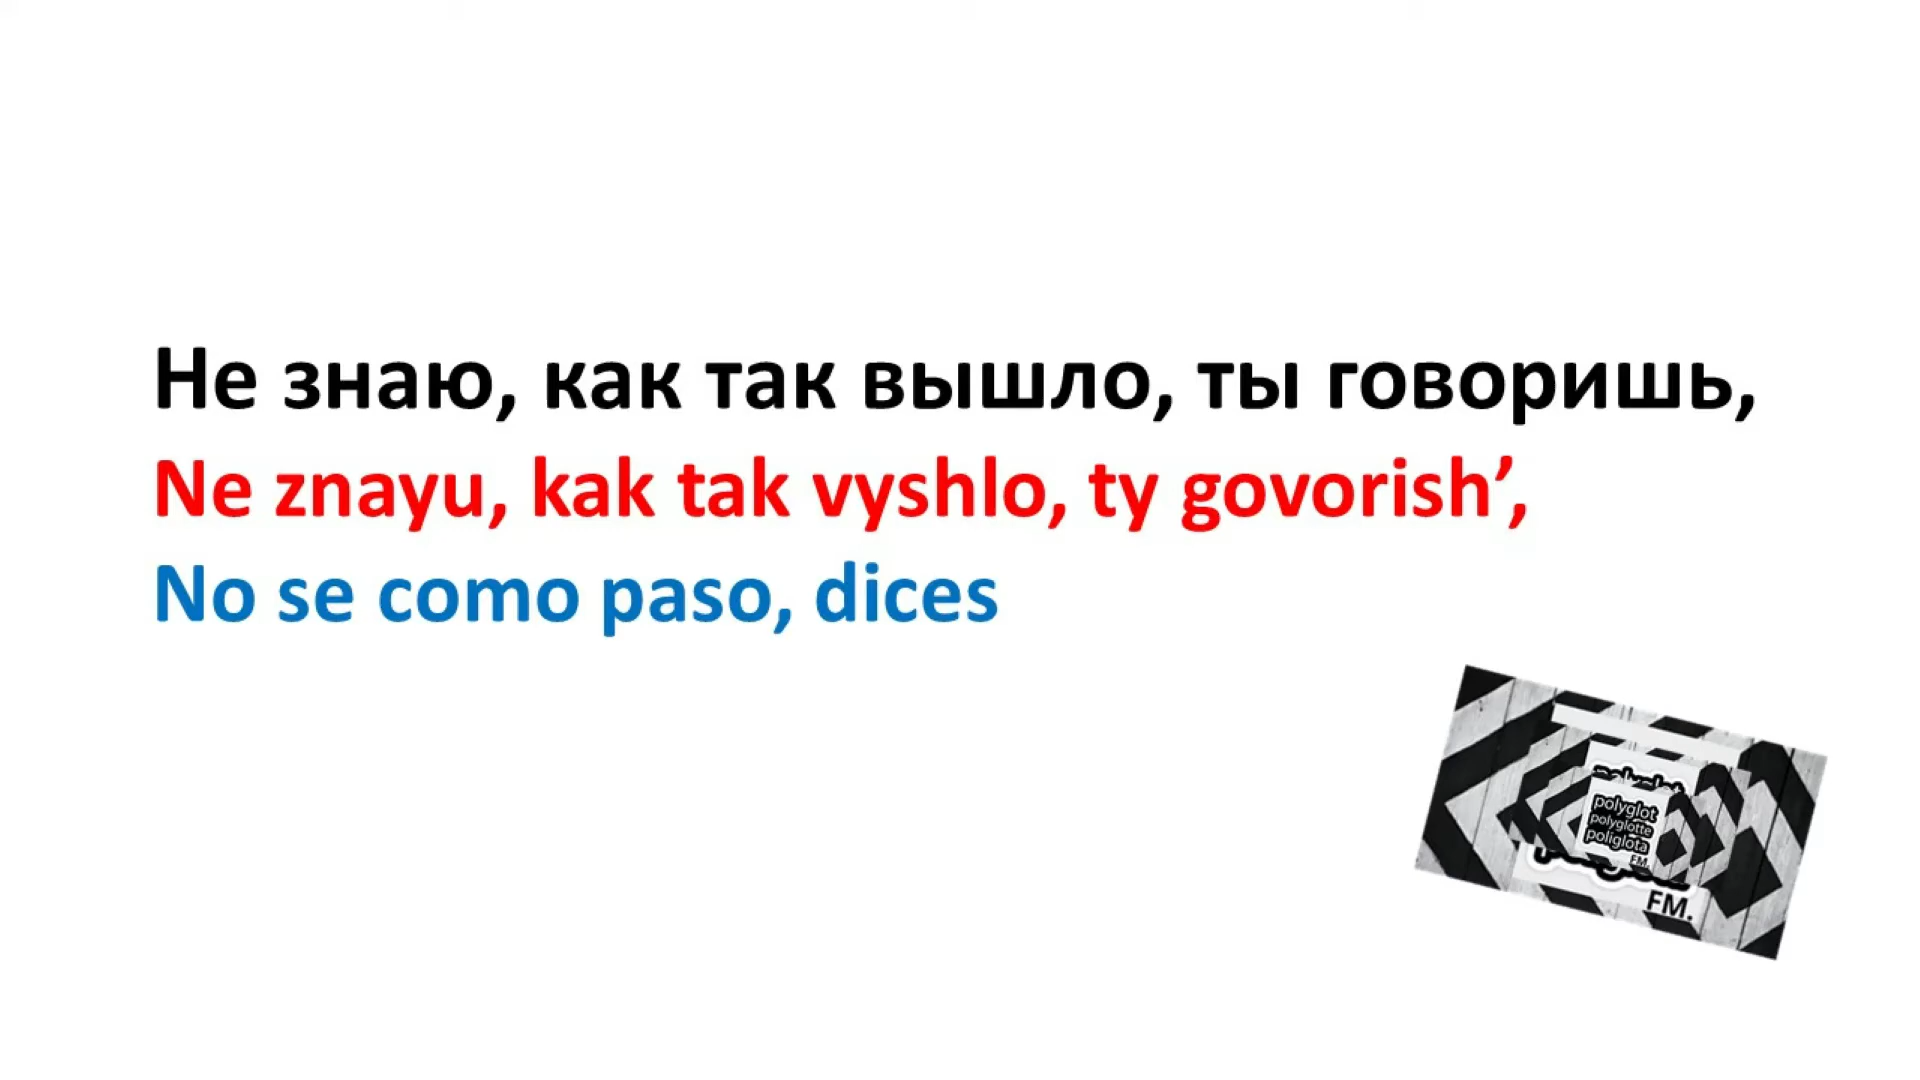 Не знаю, как так вышло, ты говоришь,
Ne znayu, kak tak vyshlo, ty govorish’,
No se como paso, dices
polyglot
polyglotte
poliglota
FM.
FM.